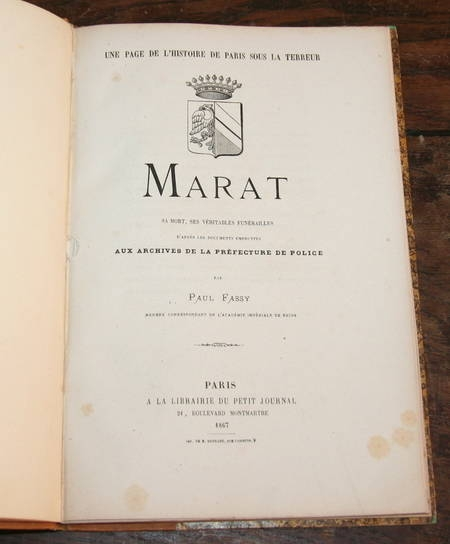 UNE PAGE DE L'HISTOIRE DE PARIS SOUS LA TERREUR
MARAT
SA MORT, SES VÉRITABLES FUNÉRAILLES
D'APRÈS LES DOCUMENTS EMPRUNTÉS
AUX ARCHIVES DE LA PRÉFECTURE DE POLICE
PAR
PAUL FASSY
MEMBRE CORRESPONDANT DE L'ACADÉMIE IMPÉRIALE DE REIMS
PARIS
A LA LIBRAIRIE DU PETIT JOURNAL
21, BOULEVARD MONTMARTRE
1867